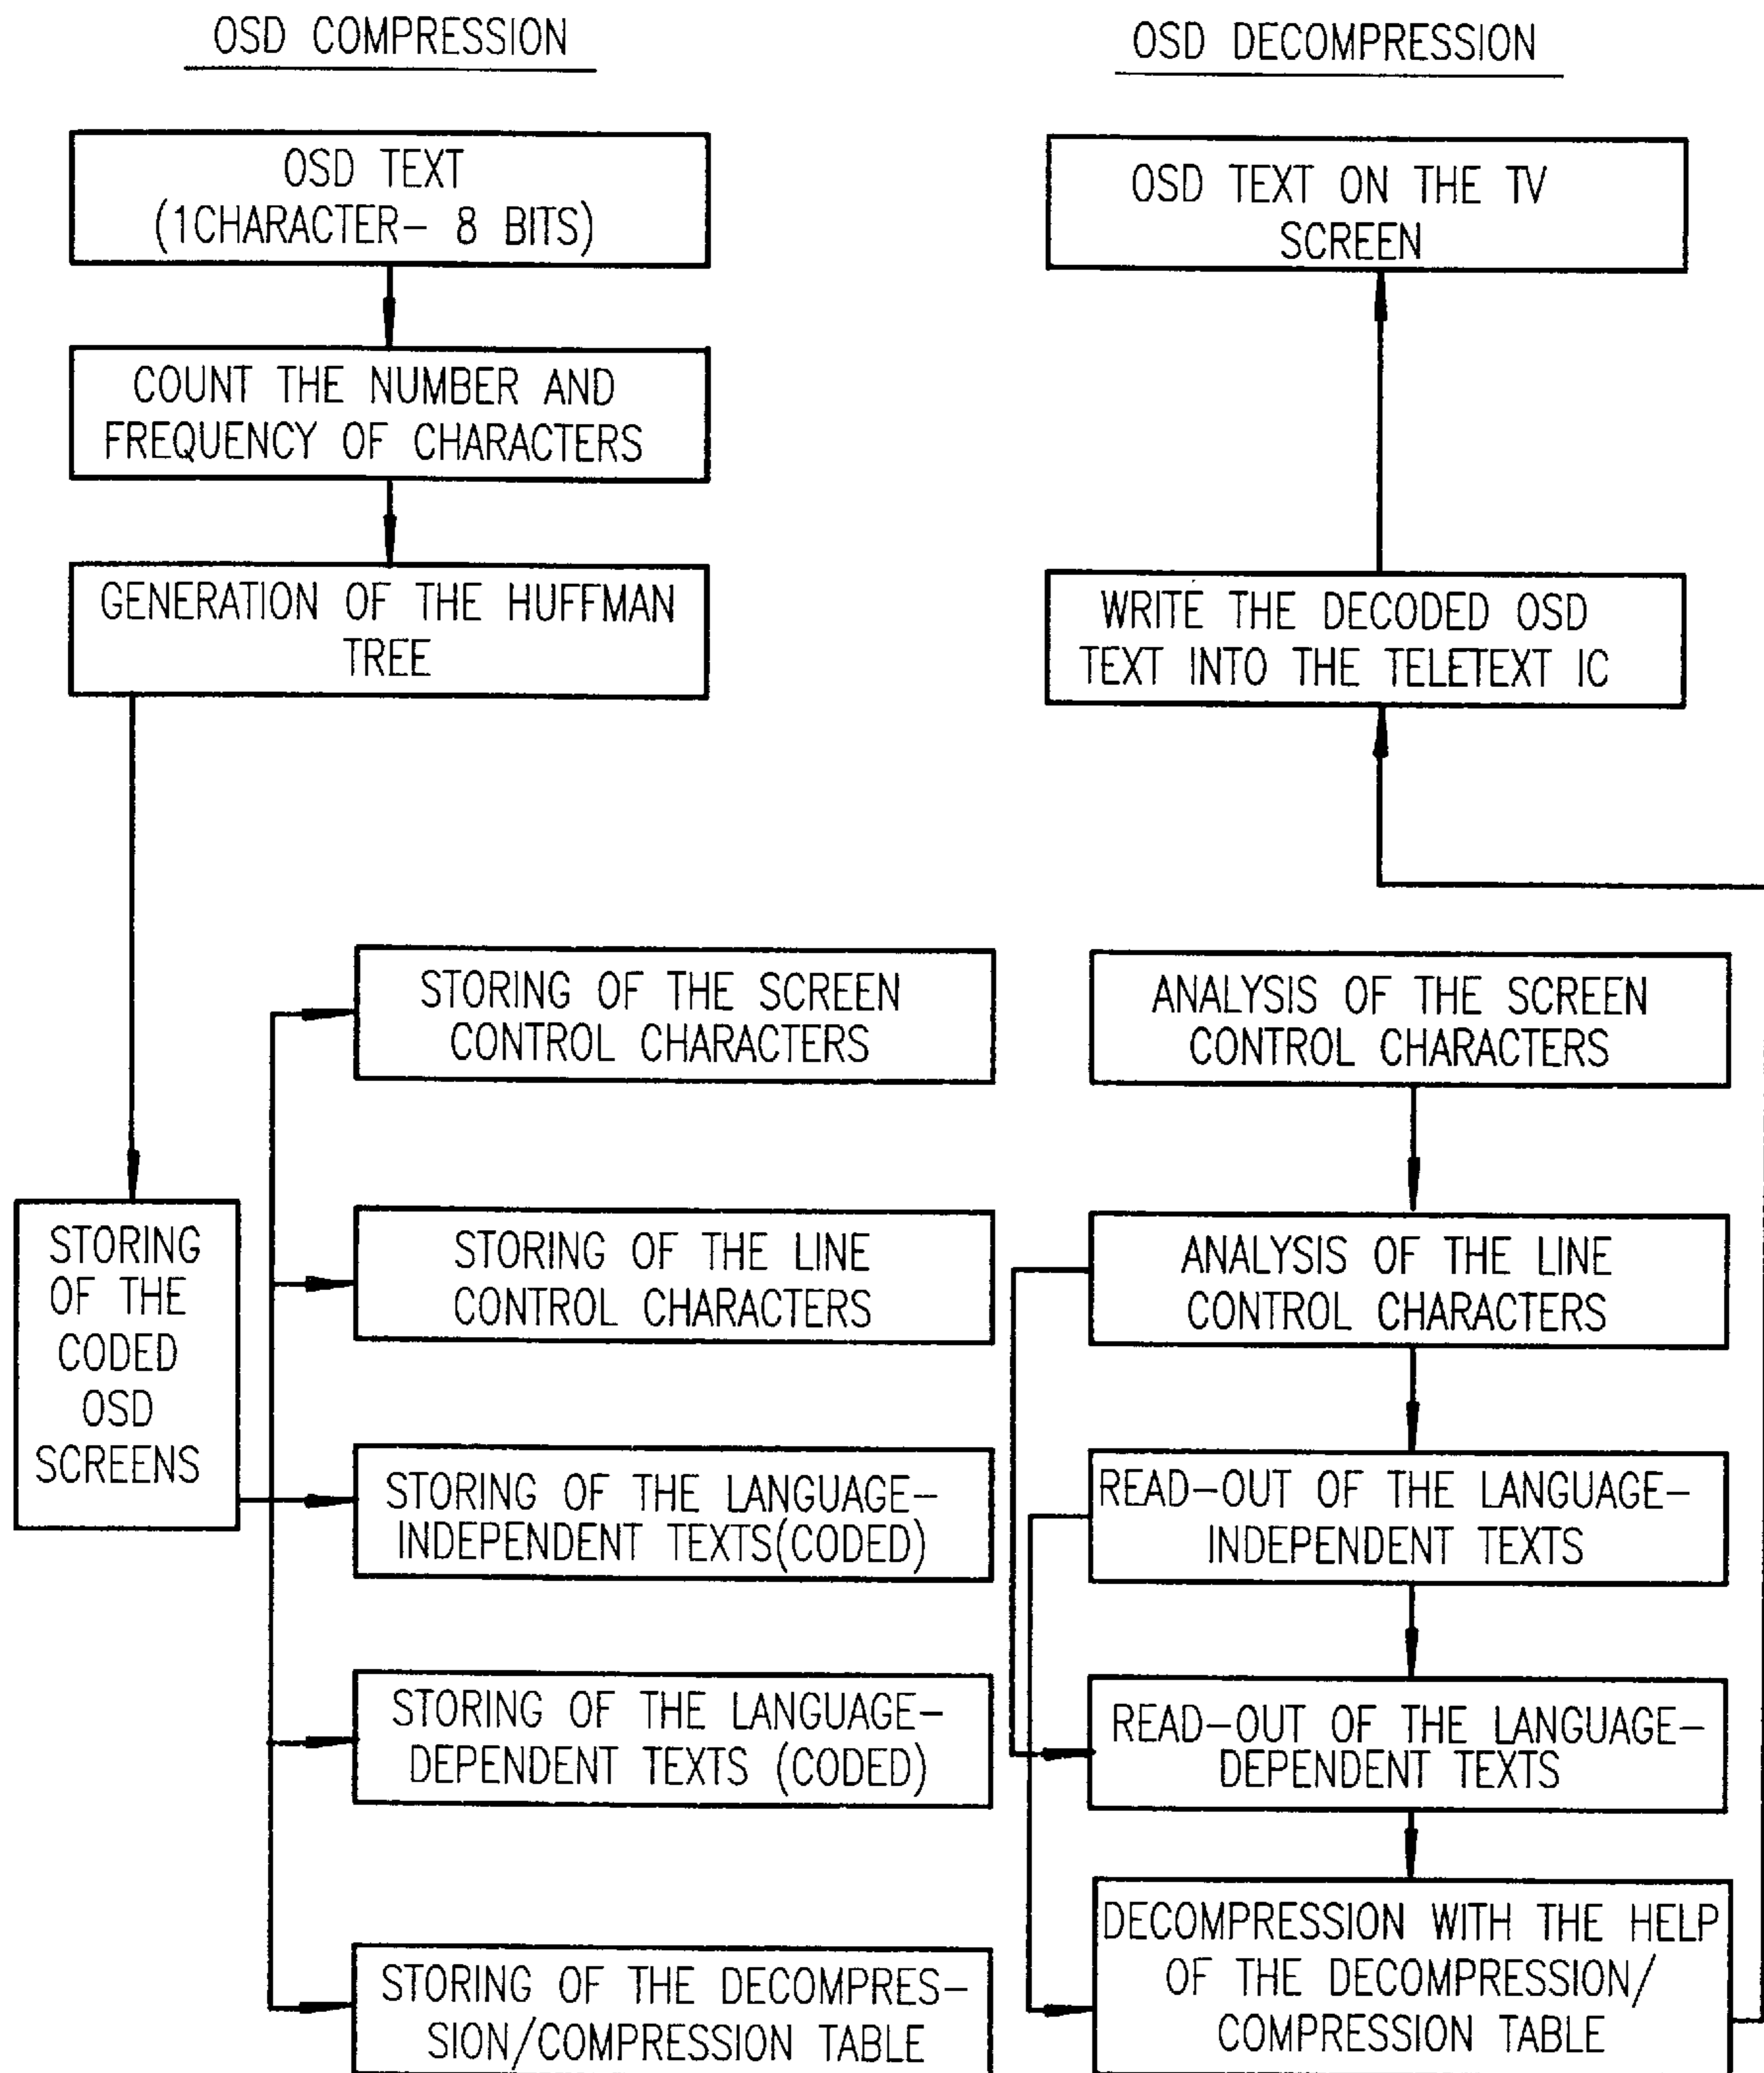 OSD COMPRESSION
OSD TEXT
(1CHARACTER- 8 BITS)
COUNT THE NUMBER AND
FREQUENCY OF CHARACTERS
GENERATION OF THE HUFFMAN
TREE
STORING
OF THE
CODED
OSD
SCREENS
STORING OF THE SCREEN
CONTROL CHARACTERS
STORING OF THE LINE
CONTROL CHARACTERS
STORING OF THE LANGUAGE-
INDEPENDENT TEXTS(CODED)
STORING OF THE LANGUAGE-
DEPENDENT TEXTS (CODED)
STORING OF THE DECOMPRES-
SION/COMPRESSION TABLE
OSD DECOMPRESSION
OSD TEXT ON THE TV
SCREEN
WRITE THE DECODED OSD
TEXT INTO THE TELETEXT IC
ANALYSIS OF THE SCREEN
CONTROL CHARACTERS
ANALYSIS OF THE LINE
CONTROL CHARACTERS
READ-OUT OF THE LANGUAGE-
INDEPENDENT TEXTS
READ-OUT OF THE LANGUAGE-
DEPENDENT TEXTS
DECOMPRESSION WITH THE HELP
OF THE DECOMPRESSION/
COMPRESSION TABLE